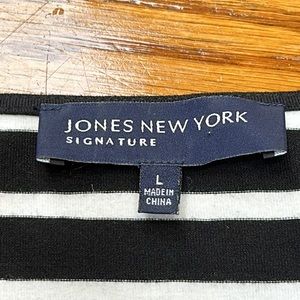 JONES NEW YORK
SIGNATURE
L
MADE IN
CHINA